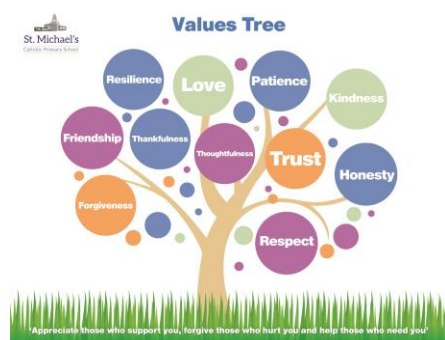 Values Tree
St. Michael's
Catholic Primary School
Resilience
Love
Patience
Kindness
Friendship
Thankfulness
Thoughtfulness
Trust
Honesty
Forgiveness
Respect
'Appreciate those who support you, forgive those who hurt you and help those who need you'